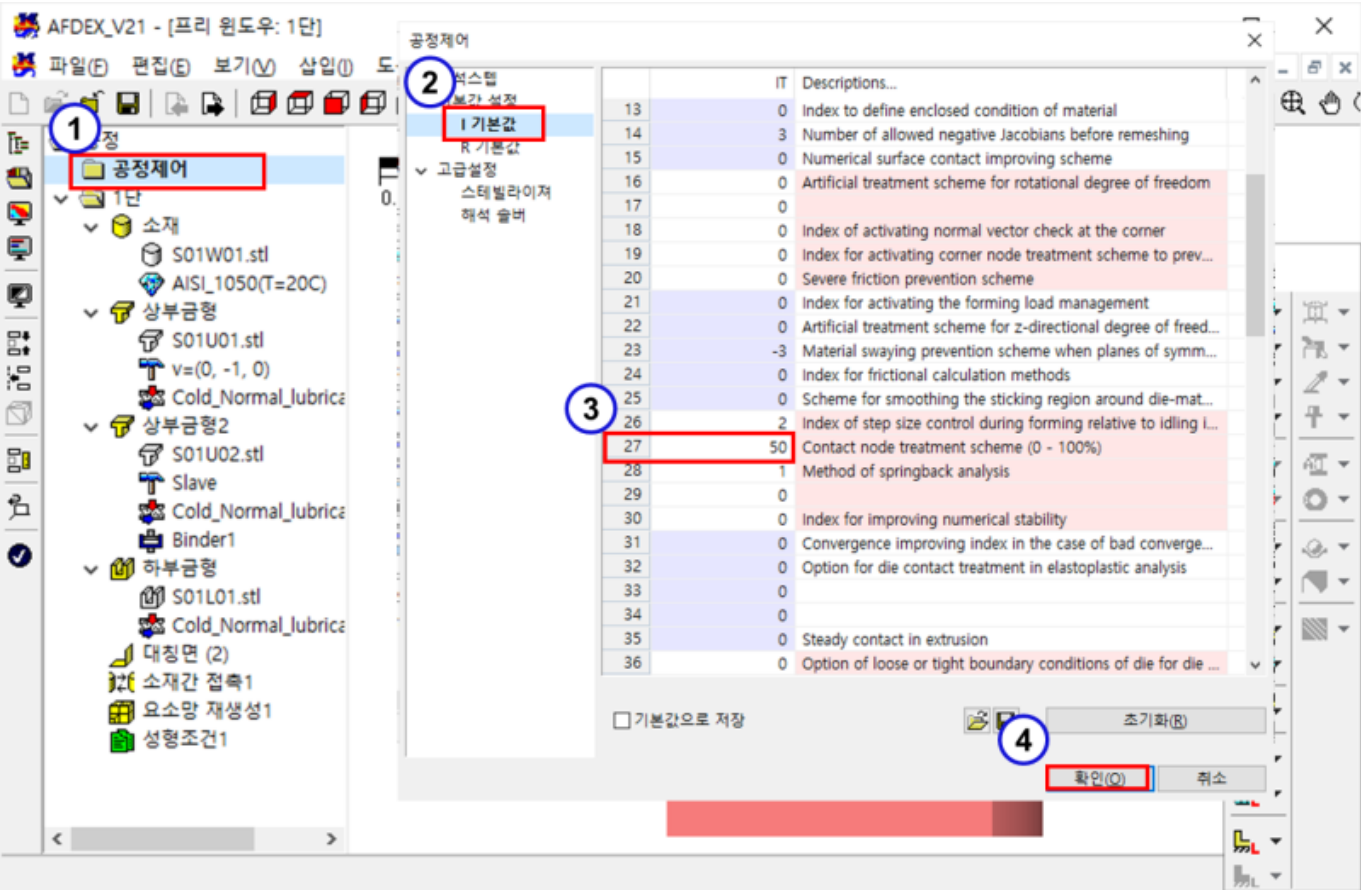 AFDEX_V21 - [프리 윈도우: 1단]
파일(F) 편집(E) 보기(V) 삽입(I) 도
1
정
공정제어
1단
소재
S01W01.stl
AISI_1050(T=20C)
상부금형
S01U01.stl
v=(0, -1, 0)
Cold_Normal_lubrica
상부금형2
S01U02.stl
Slave
Cold_Normal_lubrica
Binder1
하부금형
S01L01.stl
Cold_Normal_lubrica
대칭면 (2)
소재간 접촉1
요소망 재생성1
성형조건1
0.
공정제어
2
석스텝
본값 설정
I 기본값
R 기본값
고급설정
스테빌라이져
해석 솔버
IT Descriptions...
13 0 Index to define enclosed condition of material
14 3 Number of allowed negative Jacobians before remeshing
15 0 Numerical surface contact improving scheme
16 0 Artificial treatment scheme for rotational degree of freedom
17 0
18 0 Index of activating normal vector check at the corner
19 0 Index for activating corner node treatment scheme to prev...
20 0 Severe friction prevention scheme
21 0 Index for activating the forming load management
22 0 Artificial treatment scheme for z-directional degree of freed...
23 -3 Material swaying prevention scheme when planes of symm...
24 0 Index for frictional calculation methods
3
25 0 Scheme for smoothing the sticking region around die-mat...
26 2 Index of step size control during forming relative to idling i...
27 50 Contact node treatment scheme (0 - 100%)
28 1 Method of springback analysis
29 0
30 0 Index for improving numerical stability
31 0 Convergence improving index in the case of bad converge...
32 0 Option for die contact treatment in elastoplastic analysis
33 0
34 0
35 0 Steady contact in extrusion
36 0 Option of loose or tight boundary conditions of die for die ...
기본값으로 저장
초기화(R)
4
확인(O) 취소